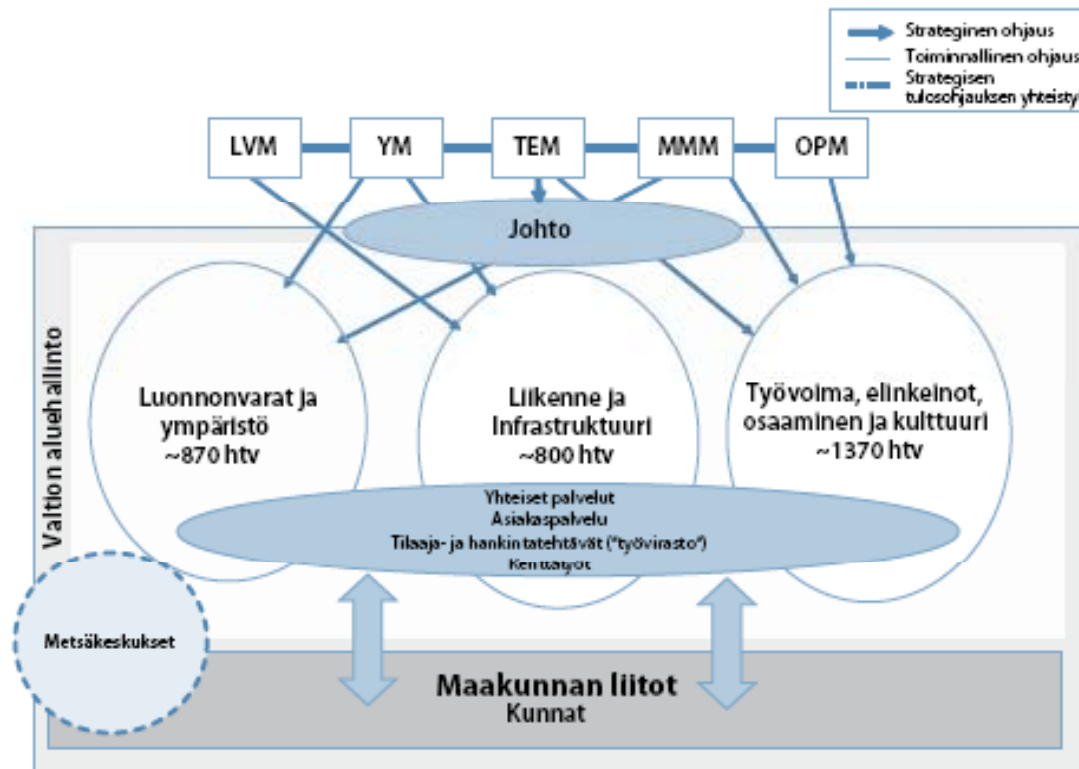 Strateginen ohjaus
Toiminnallinen ohjaus
Strategisen
tulosohjauksen yhteistyö
LVM
YM
TEM
MMM
OPM
Johto
Valtion aluehallinto
Luonnonvarat ja
ympäristö
~870 htv
Liikenne ja
Infrastruktuuri
~800 htv
Työvoima, elinkeinot,
osaaminen ja kulttuuri
~1370 htv
Yhteiset palvelut
Asiakaspalvelu
Tilaaja- ja hankintatehtävät ("työvirasto")
Kenttätyöt
Metsäkeskukset
Maakunnan liitot
Kunnat